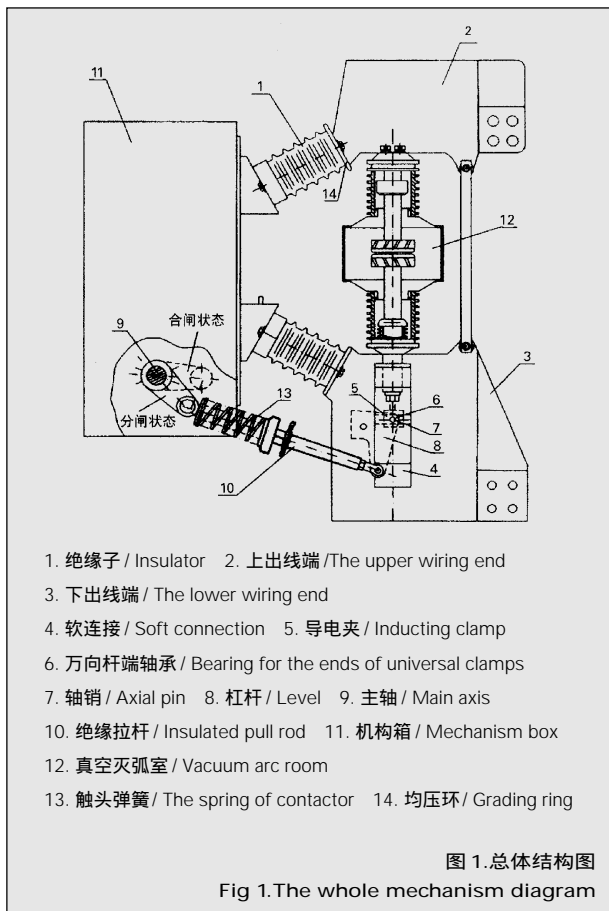 2
11
1
14
12
9
合闸状态
3
13
5
6
分闸状态
7
8
4
10
1. 绝缘子 / Insulator 2. 上出线端 /The upper wiring end
3. 下出线端 / The lower wiring end
4. 软连接 / Soft connection 5. 导电夹 / Inducting clamp
6. 万向杆端轴承 / Bearing for the ends of universal clamps
7. 轴销 / Axial pin 8. 杠杆 / Level 9. 主轴 / Main axis
10. 绝缘拉杆 / Insulated pull rod 11. 机构箱 / Mechanism box
12. 真空灭弧室 / Vacuum arc room
13. 触头弹簧 / The spring of contactor 14. 均压环 / Grading ring
图 1.总体结构图
Fig 1.The whole mechanism diagram